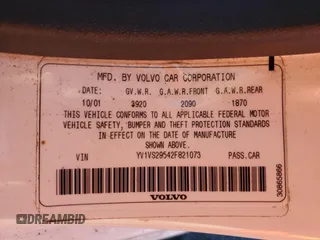 MFD. BY VOLVO CAR CORPORATION
DATE: G.V.W.R. G.A.W.R.FRONT G.A.W.R.REAR
10/01 3920 2090 1870
THIS VEHICLE CONFORMS TO ALL APPLICABLE FEDERAL MOTOR
VEHICLE SAFETY, BUMPER AND THEFT PROTECTION STANDARDS
IN EFFECT ON THE DATE OF MANUFACTURE
SHOWN ABOVE.
VIN YV1VS29542F821073 PASS.CAR
VOLVO
30865866
DREAMBID